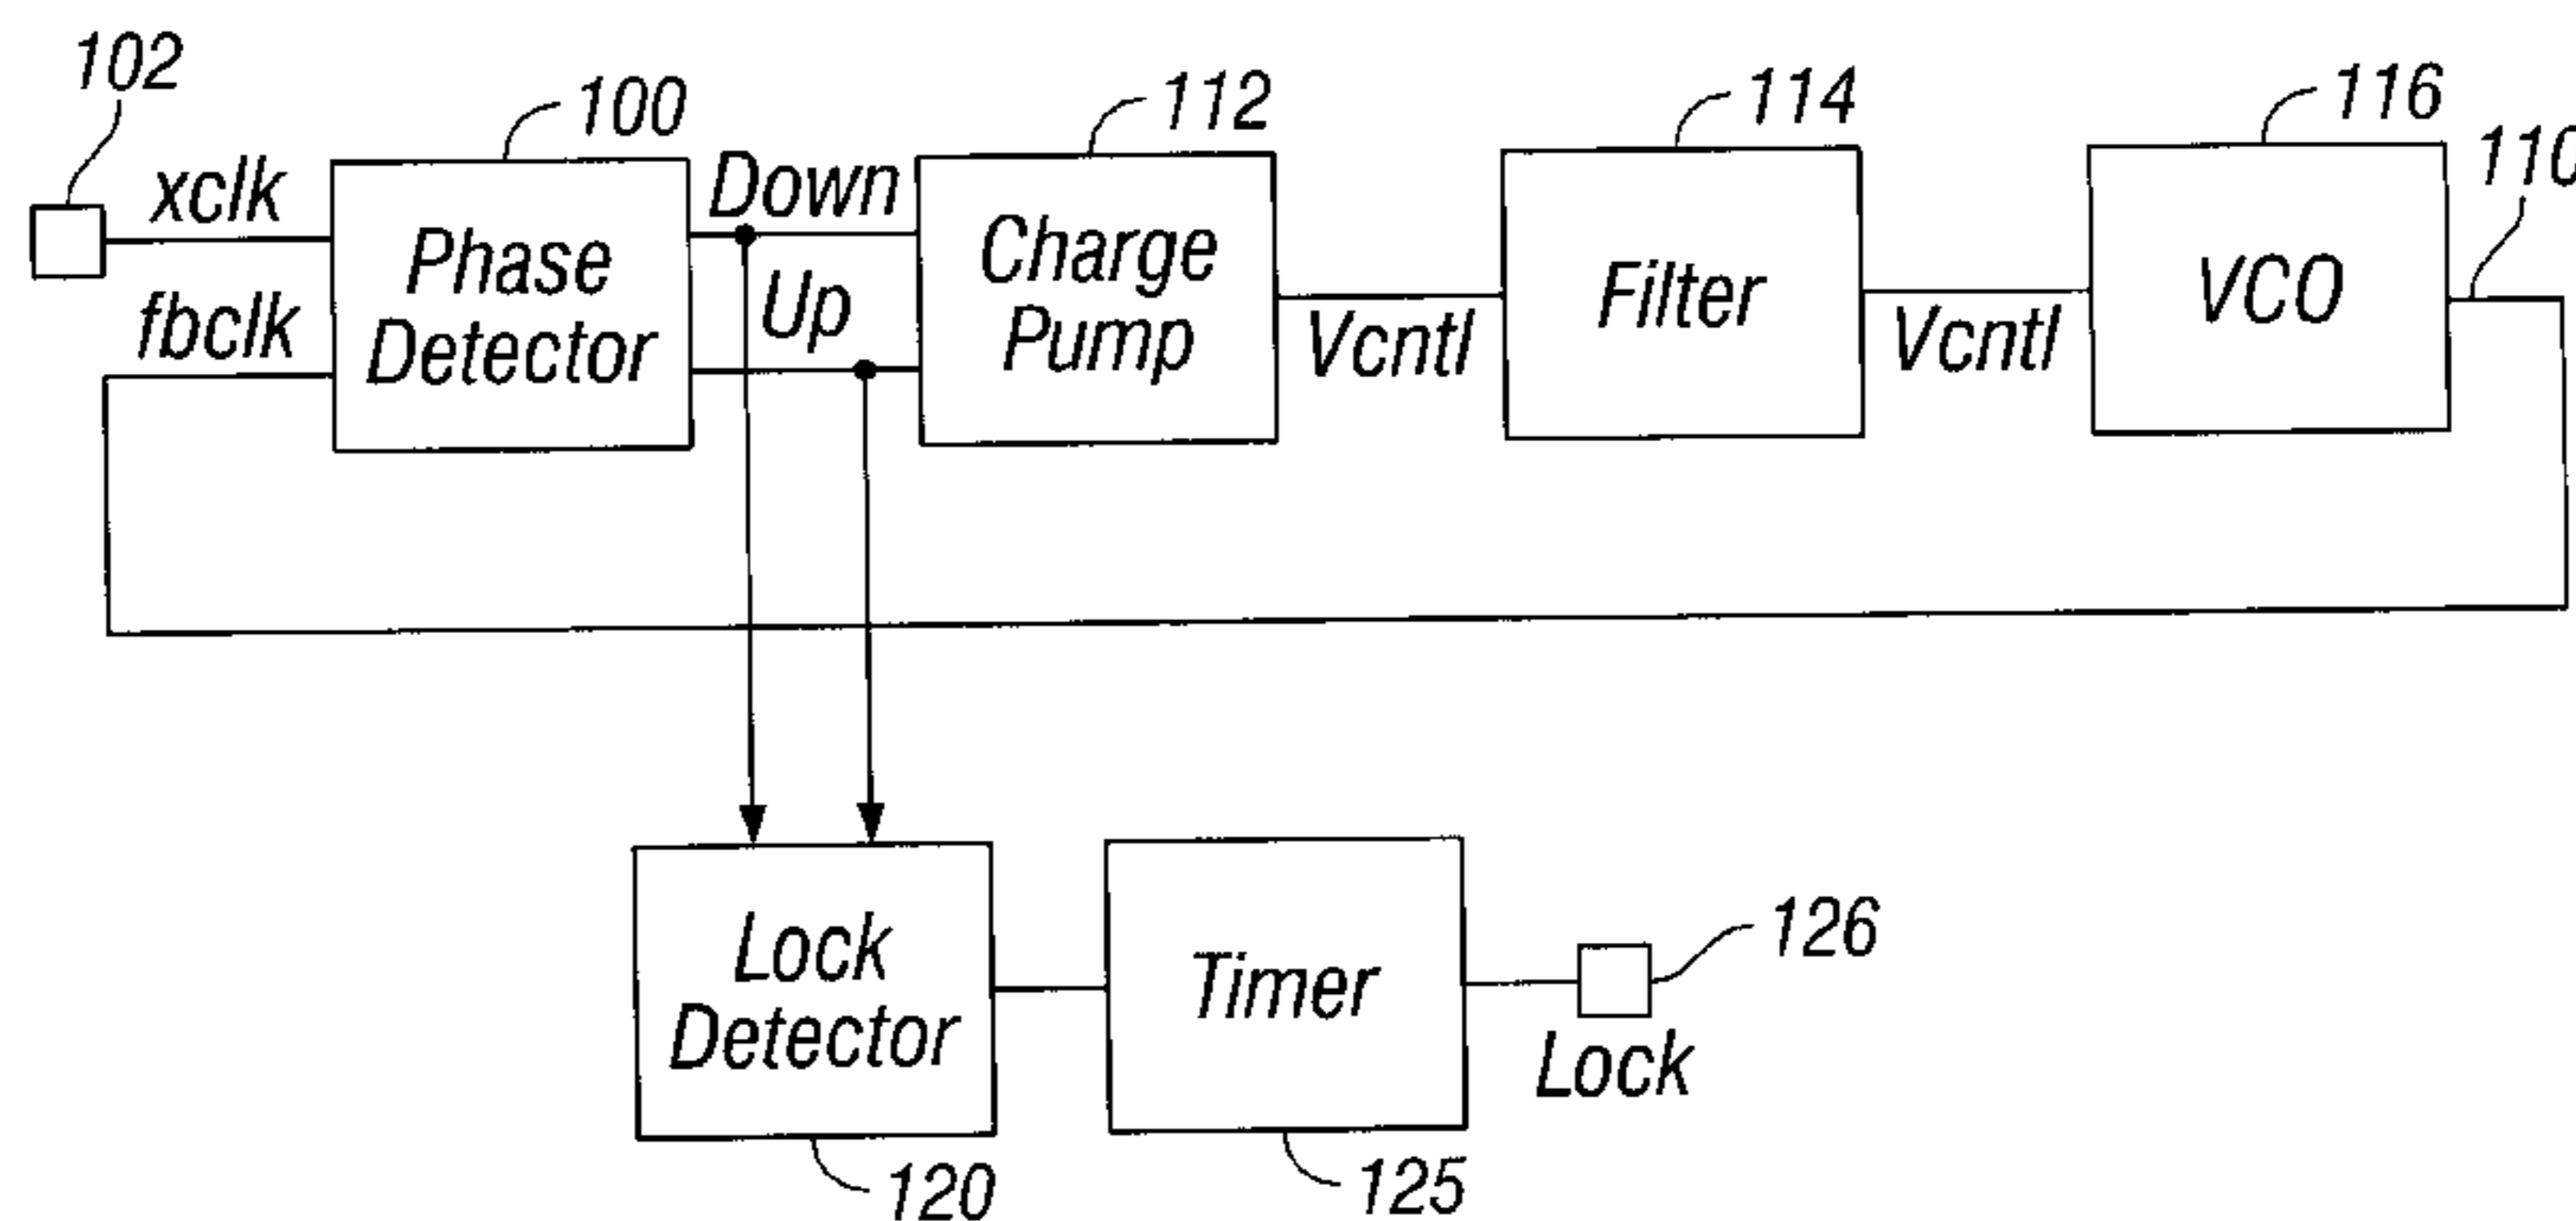 102
100
112
114
116
110
xclk
fbclk
Phase
Detector
Down
Up
Charge
Pump
Vcntl
Filter
Vcntl
VCO
Lock
Detector
Timer
126
Lock
120
125